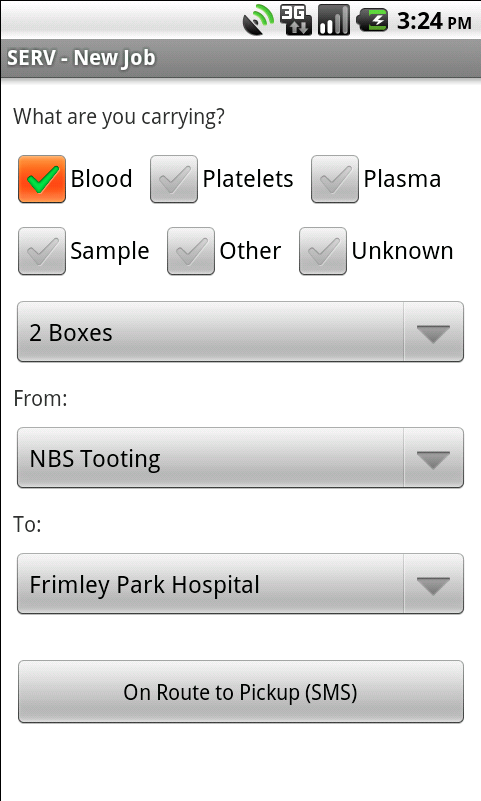 3G 3:24 PM
SERV - New Job
What are you carrying?
Blood Platelets Plasma
Sample Other Unknown
2 Boxes
From:
NBS Tooting
To:
Frimley Park Hospital
On Route to Pickup (SMS)